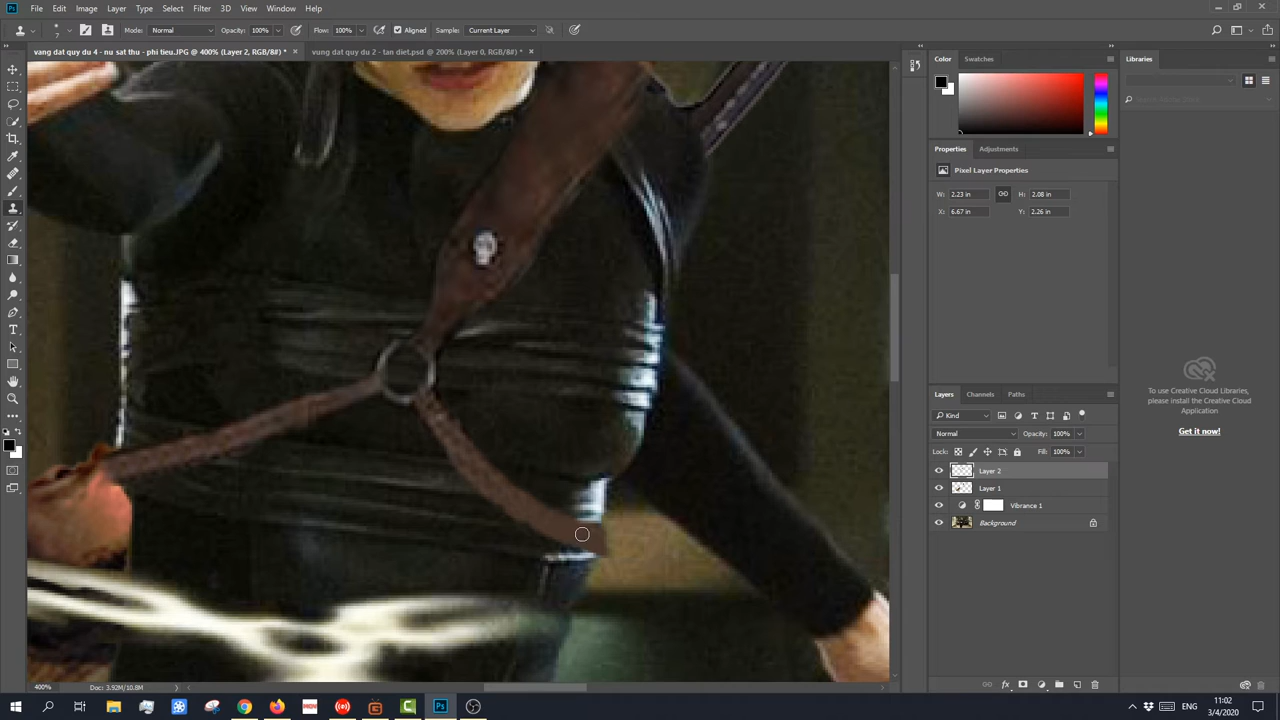 File Edit Image Layer Type Select Filter 3D View Window Help
7 Mode: Normal Opacity: 100% Flow: 100% Aligned Sample: Current Layer
vang dat quy du 4 - nu sat thu - phi tieu.JPG @ 400% (Layer 2, RGB/8#) * × vung dat quy du 2 - tan diet.psd @ 200% (Layer 0, RGB/8#) * ×
Color Swatches
Libraries
Properties Adjustments
Pixel Layer Properties
W: 2.23 in H: 2.08 in
X: 6.67 in Y: 2.26 in
To use Creative Cloud Libraries,
please install the Creative Cloud
Application
Get it now!
Layers Channels Paths
Kind
Normal Opacity: 100%
Lock: Fill: 100%
Layer 2
Layer 1
Vibrance 1
Background
400% Doc: 3.92M/10.8M
ENG
11:02
3/4/2020